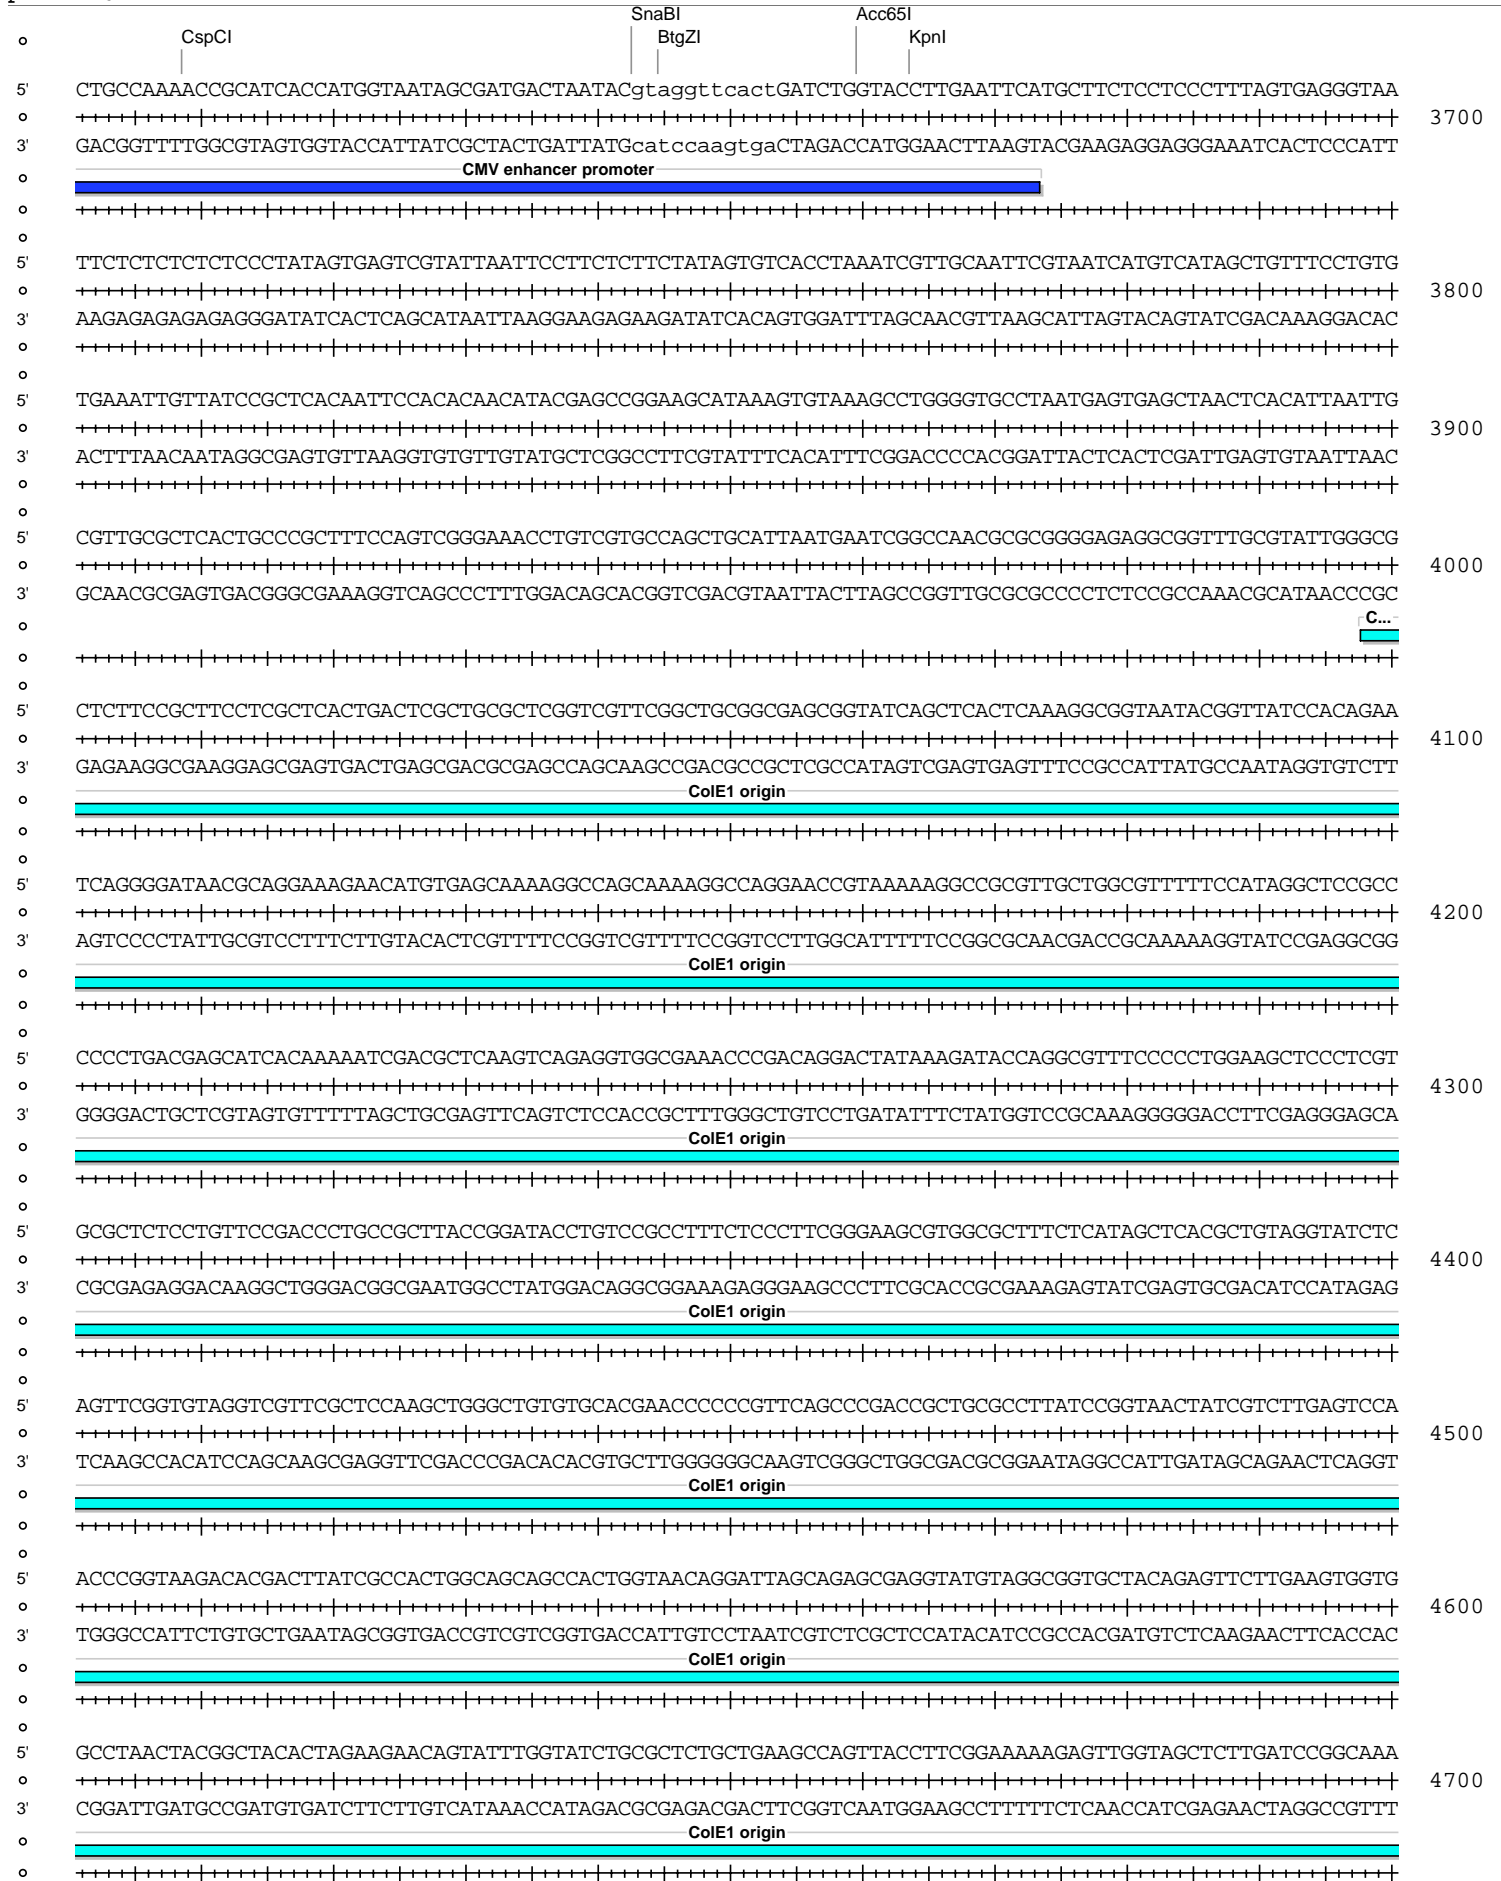 SnaBI Acc65I
CspCI BtgZI KpnI
5' CTGCCAAAACCGCATCACCATGGTAATAGCGATGACTAATACgtaggttcactGATCTGGTACCTTGAATTCATGCTTCTCCTCCCTTTAGTGAGGGTAA
3700
3' GACGGTTTTGGCGTAGTGGTACCATTATCGCTACTGATTATGcatccaagtgaCTAGACCATGGAACTTAAGTACGAAGAGGAGGGAAATCACTCCCATT
CMV enhancer promoter
5' TTCTCTCTCTCTCCCTATAGTGAGTCGTATTAATTCCTTCTCTTCTATAGTGTCACCTAAATCGTTGCAATTCGTAATCATGTCATAGCTGTTTCCTGTG
3800
3' AAGAGAGAGAGAGGGATATCACTCAGCATAATTAAGGAAGAGAAGATATCACAGTGGATTTAGCAACGTTAAGCATTAGTACAGTATCGACAAAGGACAC
5' TGAAATTGTTATCCGCTCACAATTCCACACAACATACGAGCCGGAAGCATAAAGTGTAAAGCCTGGGGTGCCTAATGAGTGAGCTAACTCACATTAATTG
3900
3' ACTTTAACAATAGGCGAGTGTTAAGGTGTGTTGTATGCTCGGCCTTCGTATTTCACATTTCGGACCCCACGGATTACTCACTCGATTGAGTGTAATTAAC
5' CGTTGCGCTCACTGCCCGCTTTCCAGTCGGGAAACCTGTCGTGCCAGCTGCATTAATGAATCGGCCAACGCGCGGGGAGAGGCGGTTTGCGTATTGGGCG
4000
3' GCAACGCGAGTGACGGGCGAAAGGTCAGCCCTTTGGACAGCACGGTCGACGTAATTACTTAGCCGGTTGCGCGCCCCTCTCCGCCAAACGCATAACCCGC
C...
5' CTCTTCCGCTTCCTCGCTCACTGACTCGCTGCGCTCGGTCGTTCGGCTGCGGCGAGCGGTATCAGCTCACTCAAAGGCGGTAATACGGTTATCCACAGAA
4100
3' GAGAAGGCGAAGGAGCGAGTGACTGAGCGACGCGAGCCAGCAAGCCGACGCCGCTCGCCATAGTCGAGTGAGTTTCCGCCATTATGCCAATAGGTGTCTT
ColE1 origin
5' TCAGGGGATAACGCAGGAAAGAACATGTGAGCAAAAGGCCAGCAAAAGGCCAGGAACCGTAAAAAGGCCGCGTTGCTGGCGTTTTTCCATAGGCTCCGCC
4200
3' AGTCCCCTATTGCGTCCTTTCTTGTACACTCGTTTTCCGGTCGTTTTCCGGTCCTTGGCATTTTTCCGGCGCAACGACCGCAAAAAGGTATCCGAGGCGG
ColE1 origin
5' CCCCTGACGAGCATCACAAAAATCGACGCTCAAGTCAGAGGTGGCGAAACCCGACAGGACTATAAAGATACCAGGCGTTTCCCCCTGGAAGCTCCCTCGT
4300
3' GGGGACTGCTCGTAGTGTTTTTAGCTGCGAGTTCAGTCTCCACCGCTTTGGGCTGTCCTGATATTTCTATGGTCCGCAAAGGGGGACCTTCGAGGGAGCA
ColE1 origin
5' GCGCTCTCCTGTTCCGACCCTGCCGCTTACCGGATACCTGTCCGCCTTTCTCCCTTCGGGAAGCGTGGCGCTTTCTCATAGCTCACGCTGTAGGTATCTC
4400
3' CGCGAGAGGACAAGGCTGGGACGGCGAATGGCCTATGGACAGGCGGAAAGAGGGAAGCCCTTCGCACCGCGAAAGAGTATCGAGTGCGACATCCATAGAG
ColE1 origin
5' AGTTCGGTGTAGGTCGTTCGCTCCAAGCTGGGCTGTGTGCACGAACCCCCCGTTCAGCCCGACCGCTGCGCCTTATCCGGTAACTATCGTCTTGAGTCCA
4500
3' TCAAGCCACATCCAGCAAGCGAGGTTCGACCCGACACACGTGCTTGGGGGGCAAGTCGGGCTGGCGACGCGGAATAGGCCATTGATAGCAGAACTCAGGT
ColE1 origin
5' ACCCGGTAAGACACGACTTATCGCCACTGGCAGCAGCCACTGGTAACAGGATTAGCAGAGCGAGGTATGTAGGCGGTGCTACAGAGTTCTTGAAGTGGTG
4600
3' TGGGCCATTCTGTGCTGAATAGCGGTGACCGTCGTCGGTGACCATTGTCCTAATCGTCTCGCTCCATACATCCGCCACGATGTCTCAAGAACTTCACCAC
ColE1 origin
5' GCCTAACTACGGCTACACTAGAAGAACAGTATTTGGTATCTGCGCTCTGCTGAAGCCAGTTACCTTCGGAAAAAGAGTTGGTAGCTCTTGATCCGGCAAA
4700
3' CGGATTGATGCCGATGTGATCTTCTTGTCATAAACCATAGACGCGAGACGACTTCGGTCAATGGAAGCCTTTTTCTCAACCATCGAGAACTAGGCCGTTT
ColE1 origin